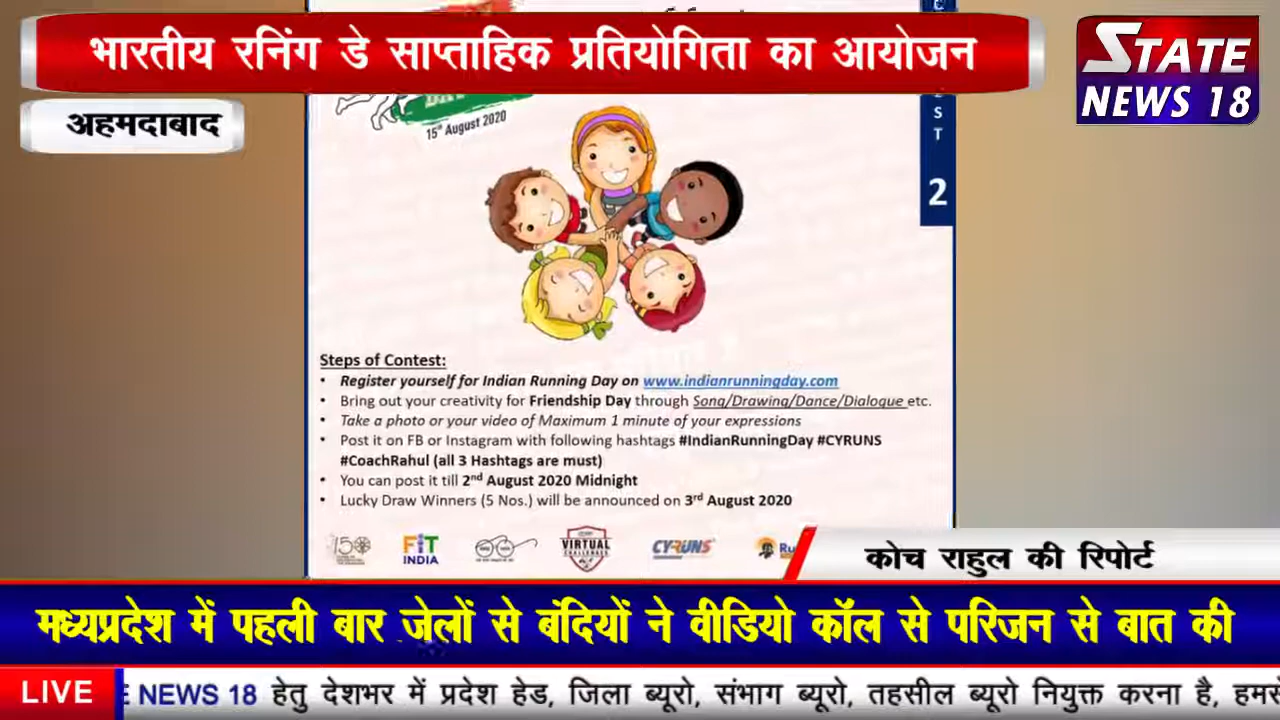 भारतीय रनिंग डे साप्ताहिक प्रतियोगिता का आयोजन
STATE
NEWS 18
अहमदाबाद
15th August 2020
S
T
2
Steps of Contest:
• Register yourself for Indian Running Day on www.indianrunningday.com
• Bring out your creativity for Friendship Day through Song/Drawing/Dance/Dialogue etc.
• Take a photo or your video of Maximum 1 minute of your expressions
• Post it on FB or Instagram with following hashtags #IndianRunningDay #CYRUNS
#CoachRahul (all 3 Hashtags are must)
• You can post it till 2nd August 2020 Midnight
• Lucky Draw Winners (5 Nos.) will be announced on 3rd August 2020
FIT
INDIA
VIRTUAL
CYRUNS
Ru
कोच राहुल की रिपोर्ट
मध्यप्रदेश में पहली बार जेलों से बंदियों ने वीडियो कॉल से परिजन से बात की
LIVE
E NEWS 18 हेतु देशभर में प्रदेश हेड, जिला ब्यूरो, संभाग ब्यूरो, तहसील ब्यूरो नियुक्त करना है, हमसे